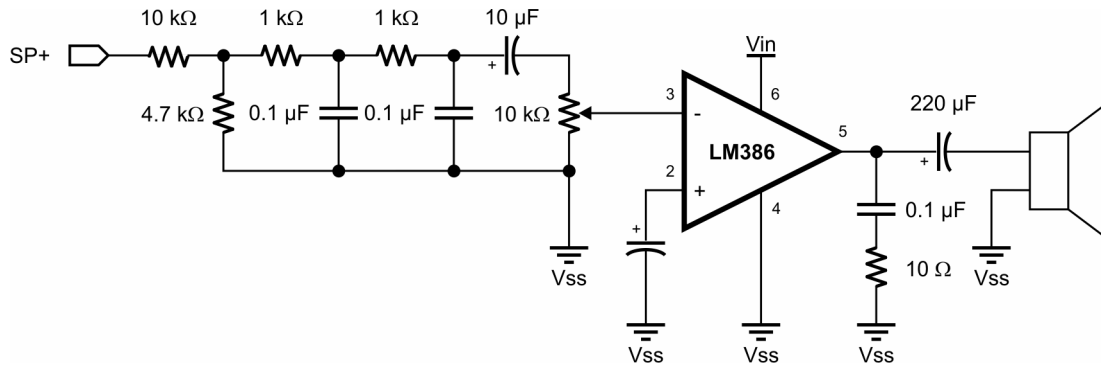 10 kΩ 1 kΩ 1 kΩ 10 µF
SP+
+
4.7 kΩ 0.1 µF 0.1 µF 10 kΩ
Vin
6
3
-
LM386
2
+
4
5
220 µF
+
0.1 µF
10 Ω
+
Vss
Vss
Vss
Vss
Vss